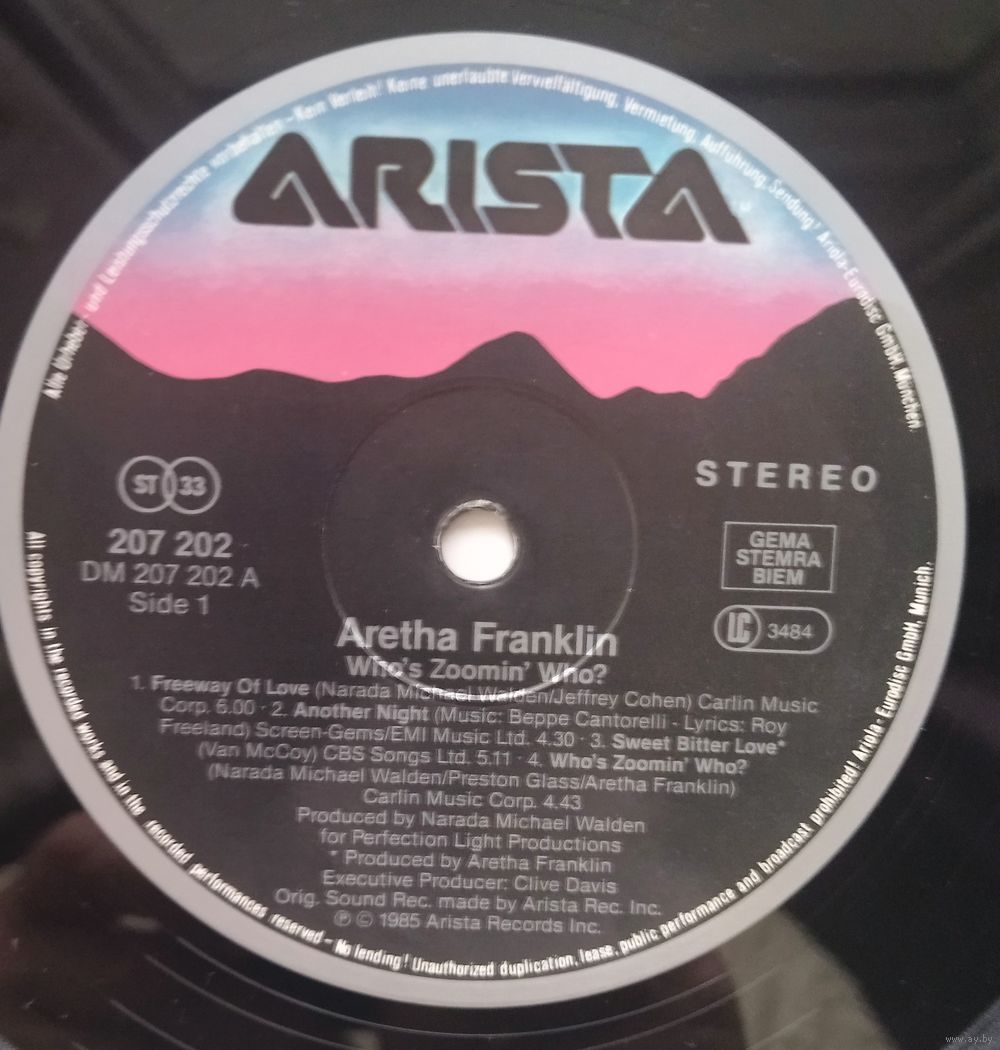 Alle Urheber- und Leistungsschutzrechte vorbehalten - Kein Verleih! Keine unerlaubte Vervielfältigung, Vermietung, Aufführung, Sendung! Ariola-Eurodisc GmbH, München.
ARISTA
ST 33
STEREO
207 202
DM 207 202 A
Side 1
GEMA
STEMRA
BIEM
LC 3484
Aretha Franklin
Who's Zoomin' Who?
1. Freeway Of Love (Narada Michael Walden/Jeffrey Cohen) Carlin Music
Corp. 6.00 · 2. Another Night (Music: Beppe Cantorelli - Lyrics: Roy
Freeland) Screen-Gems/EMI Music Ltd. 4.30 · 3. Sweet Bitter Love*
(Van McCoy) CBS Songs Ltd. 5.11 · 4. Who's Zoomin' Who?
(Narada Michael Walden/Preston Glass/Aretha Franklin)
Carlin Music Corp. 4.43
Produced by Narada Michael Walden
for Perfection Light Productions
* Produced by Aretha Franklin
Executive Producer: Clive Davis
Orig. Sound Rec. made by Arista Rec. Inc.
℗ © 1985 Arista Records Inc.
All copyrights in the recorded works and in the recorded performances reserved - No lending! Unauthorized duplication, lease, public performance and broadcast prohibited! Ariola-Eurodisc GmbH, Munich.
www.ay.by